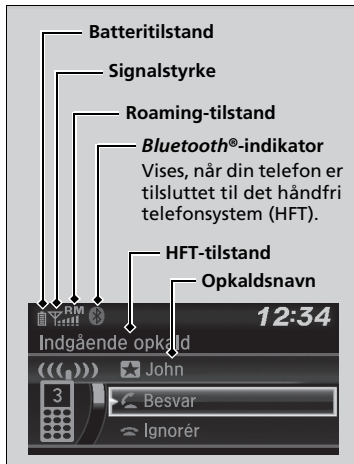 Batteritilstand
Signalstyrke
Roaming-tilstand
Bluetooth®-indikator
Vises, når din telefon er
tilsluttet til det håndfri
telefonsystem (HFT).
HFT-tilstand
Opkaldsnavn
RM
12:34
Indgående opkald
John
3
Besvar
Ignorér